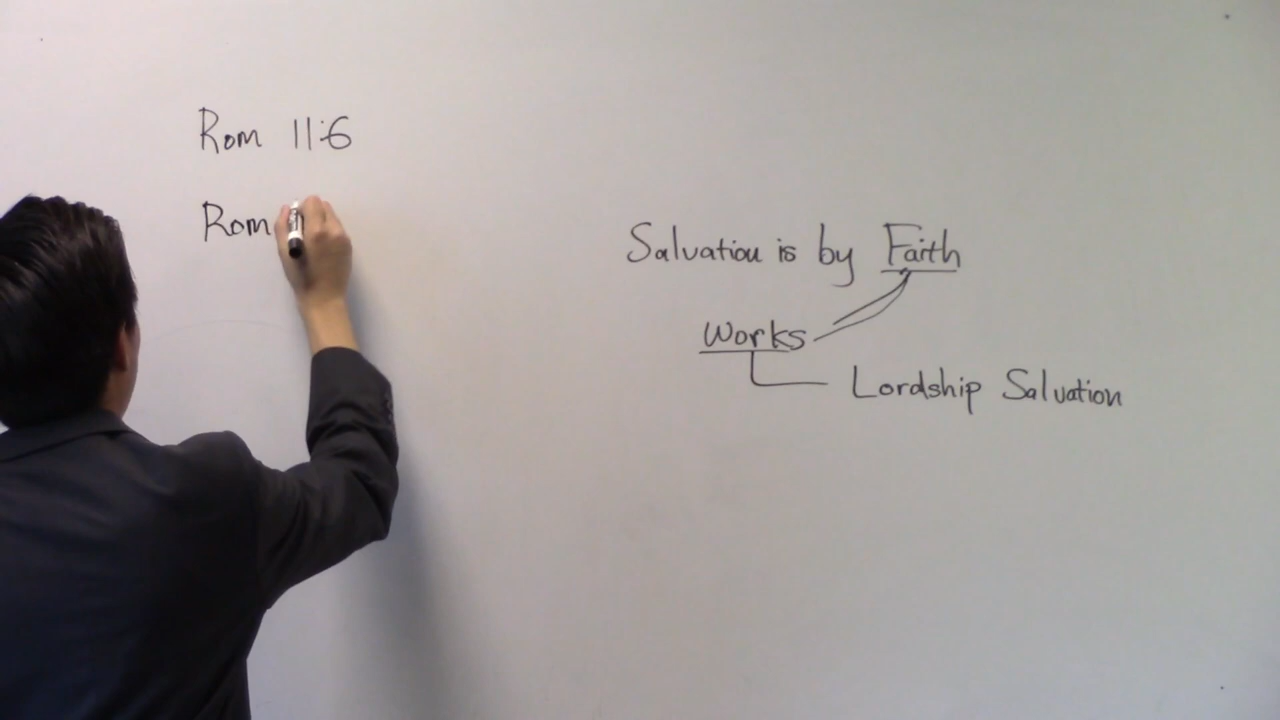 Rom 11:6
Rom
Salvation is by Faith
Works
Lordship Salvation